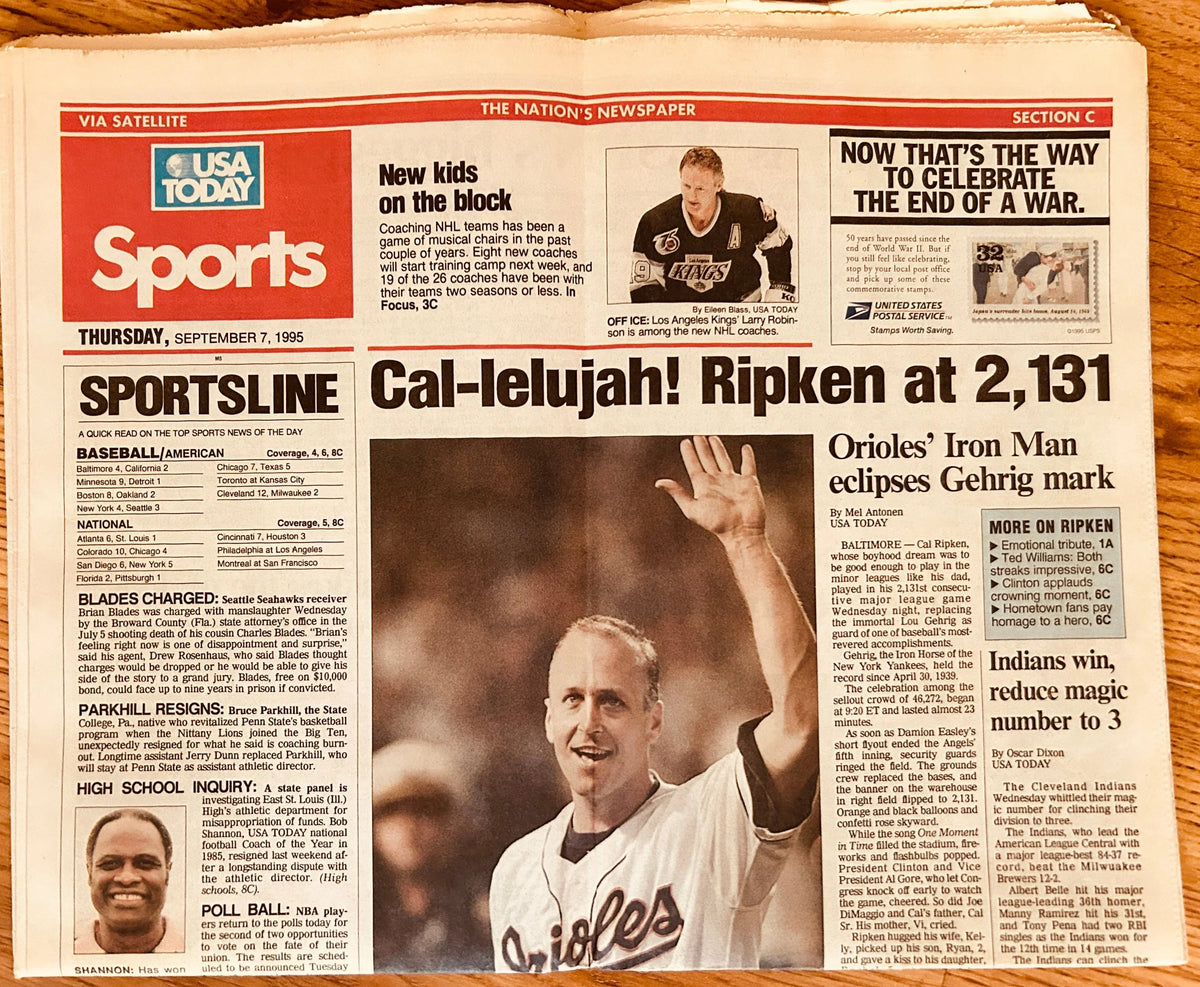 VIA SATELLITE
THE NATION'S NEWSPAPER
SECTION C
USA
TODAY
Sports
THURSDAY, SEPTEMBER 7, 1995
New kids
on the block
Coaching NHL teams has been a
game of musical chairs in the past
couple of years. Eight new coaches
will start training camp next week, and
19 of the 26 coaches have been with
their teams two seasons or less. In
Focus, 3C
75
A
Los Angeles
KINGS
By Eileen Blass, USA TODAY
OFF ICE: Los Angeles Kings' Larry Robin-
son is among the new NHL coaches.
NOW THAT'S THE WAY
TO CELEBRATE
THE END OF A WAR.
50 years have passed since the
end of World War II. But if
you still feel like celebrating,
stop by your local post office
and pick up some of these
commemorative stamps.
UNITED STATES
POSTAL SERVICE™
Stamps Worth Saving.
32
USA
Japan's surrender hits home, August 14, 1945
©1995 USPS
MS
SPORTSLINE
A QUICK READ ON THE TOP SPORTS NEWS OF THE DAY
BASEBALL/AMERICAN Coverage, 4, 6, 8C
Baltimore 4, California 2
Minnesota 9, Detroit 1
Boston 8, Oakland 2
New York 4, Seattle 3
Chicago 7, Texas 5
Toronto at Kansas City
Cleveland 12, Milwaukee 2
NATIONAL Coverage, 5, 8C
Atlanta 6, St. Louis 1
Colorado 10, Chicago 4
San Diego 6, New York 5
Florida 2, Pittsburgh 1
Cincinnati 7, Houston 3
Philadelphia at Los Angeles
Montreal at San Francisco
BLADES CHARGED: Seattle Seahawks receiver
Brian Blades was charged with manslaughter Wednesday
by the Broward County (Fla.) state attorney's office in the
July 5 shooting death of his cousin Charles Blades. "Brian's
feeling right now is one of disappointment and surprise,"
said his agent, Drew Rosenhaus, who said Blades thought
charges would be dropped or he would be able to give his
side of the story to a grand jury. Blades, free on $10,000
bond, could face up to nine years in prison if convicted.
PARKHILL RESIGNS: Bruce Parkhill, the State
College, Pa., native who revitalized Penn State's basketball
program when the Nittany Lions joined the Big Ten,
unexpectedly resigned for what he said is coaching burn-
out. Longtime assistant Jerry Dunn replaced Parkhill, who
will stay at Penn State as assistant athletic director.
HIGH SCHOOL INQUIRY: A state panel is
investigating East St. Louis (Ill.)
High's athletic department for
misappropriation of funds. Bob
Shannon, USA TODAY national
football Coach of the Year in
1985, resigned last weekend af-
ter a longstanding dispute with
the athletic director. (High
schools, 8C).
POLL BALL: NBA play-
ers return to the polls today for
the second of two opportunities
to vote on the fate of their
union. The results are sched-
uled to be announced Tuesday
SHANNON: Has won
Cal-lelujah! Ripken at 2,131
Orioles
Orioles' Iron Man
eclipses Gehrig mark
By Mel Antonen
USA TODAY
BALTIMORE — Cal Ripken,
whose boyhood dream was to
be good enough to play in the
minor leagues like his dad,
played in his 2,131st consecu-
tive major league game
Wednesday night, replacing
the immortal Lou Gehrig as
guard of one of baseball's most-
revered accomplishments.
Gehrig, the Iron Horse of the
New York Yankees, held the
record since April 30, 1939.
The celebration among the
sellout crowd of 46,272, began
at 9:20 ET and lasted almost 23
minutes.
As soon as Damion Easley's
short flyout ended the Angels'
fifth inning, security guards
ringed the field. The grounds
crew replaced the bases, and
the banner on the warehouse
in right field flipped to 2,131.
Orange and black balloons and
confetti rose skyward.
While the song One Moment
in Time filled the stadium, fire-
works and flashbulbs popped.
President Clinton and Vice
President Al Gore, who let Con-
gress knock off early to watch
the game, cheered. So did Joe
DiMaggio and Cal's father, Cal
Sr. His mother, Vi, cried.
Ripken hugged his wife, Kel-
ly, picked up his son, Ryan, 2,
and gave a kiss to his daughter,
MORE ON RIPKEN
▶ Emotional tribute, 1A
▶ Ted Williams: Both
streaks impressive, 6C
▶ Clinton applauds
crowning moment, 6C
▶ Hometown fans pay
homage to a hero, 6C
Indians win,
reduce magic
number to 3
By Oscar Dixon
USA TODAY
The Cleveland Indians
Wednesday whittled their mag-
ic number for clinching their
division to three.
The Indians, who lead the
American League Central with
a major league-best 84-37 re-
cord, beat the Milwuakee
Brewers 12-2.
Albert Belle hit his major
league-leading 36th homer,
Manny Ramirez hit his 31st,
and Tony Pena had two RBI
singles as the Indians won for
the 12th time in 14 games.
The Indians can clinch the